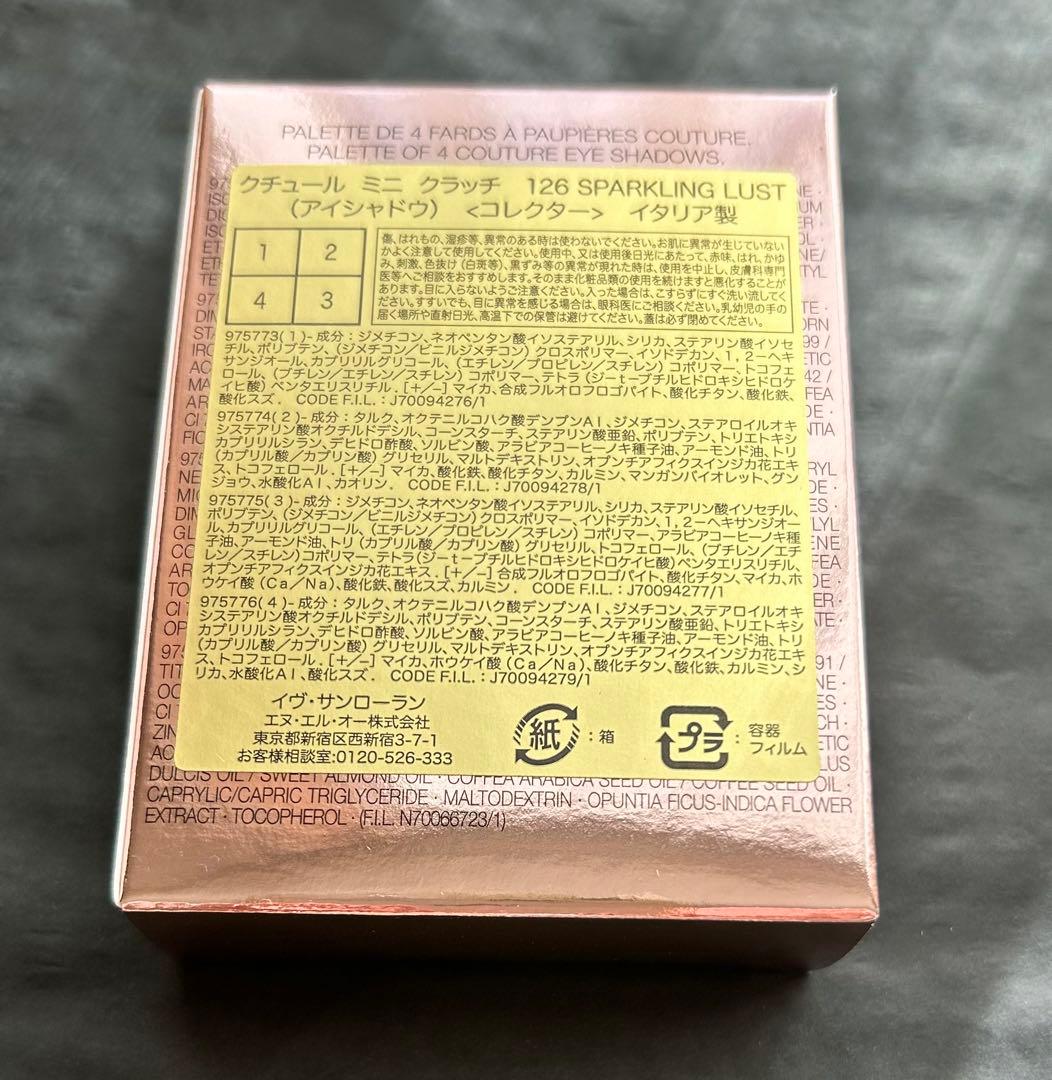 PALETTE DE 4 FARDS À PAUPIÈRES COUTURE.
PALETTE OF 4 COUTURE EYE SHADOWS.
クチュール ミニ クラッチ 126 SPARKLING LUST
(アイシャドウ) <コレクター> イタリア製
1 2
4 3
傷、はれもの、湿疹等、異常のある時は使わないでください。お肌に異常が生じていない
かよく注意して使用してください。使用中、又は使用後日光にあたって、赤味、はれ、かゆ
み、刺激、色抜け(白斑等)、黒ずみ等の異常が現れた時は、使用を中止し、皮膚科専門
医等へご相談をおすすめします。そのまま化粧品類の使用を続けますと悪化することが
あります。目に入らないようご注意ください。入った場合は、こすらずにすぐ洗い流してく
ださい。すすいでも、目に異常を感じる場合は、眼科医にご相談ください。乳幼児の手の
届く場所や直射日光、高温下での保管は避けてください。蓋は必ず閉めてください。
975773(1)-成分:ジメチコン、ネオペンタン酸イソステアリル、シリカ、ステアリン酸イソセ
チル、ポリブテン、(ジメチコン/ビニルジメチコン)クロスポリマー、イソドデカン、1,2-ヘキ
サンジオール、カプリリルグリコール、(エチレン/プロピレン/スチレン)コポリマー、トコフェ
ロール、(ブチレン/エチレン/スチレン)コポリマー、テトラ(ジ-t-ブチルヒドロキシヒドロケ
イヒ酸)ペンタエリスリチル. [+/-]マイカ、合成フルオロフロゴパイト、酸化チタン、酸化鉄、
酸化スズ. CODE F.I.L. : J70094276/1
975774(2)-成分:タルク、オクテニルコハク酸デンプンAl、ジメチコン、ステアロイルオキ
システアリン酸オクチルドデシル、コーンスターチ、ステアリン酸亜鉛、ポリブテン、トリエトキシ
カプリリルシラン、デヒドロ酢酸、ソルビン酸、アラビアコーヒーノキ種子油、アーモンド油、トリ
(カプリル酸/カプリン酸)グリセリル、マルトデキストリン、オプンチアフィクスインジカ花エキ
ス、トコフェロール. [+/-]マイカ、酸化鉄、酸化チタン、カルミン、マンガンバイオレット、グン
ジョウ、水酸化Al、カオリン. CODE F.I.L. : J70094278/1
975775(3)-成分:ジメチコン、ネオペンタン酸イソステアリル、シリカ、ステアリン酸イソセチル、
ポリブテン、(ジメチコン/ビニルジメチコン)クロスポリマー、イソドデカン、1,2-ヘキサンジオー
ル、カプリリルグリコール、(エチレン/プロピレン/スチレン)コポリマー、アラビアコーヒーノキ種
子油、アーモンド油、トリ(カプリル酸/カプリン酸)グリセリル、トコフェロール、(ブチレン/エチ
レン/スチレン)コポリマー、テトラ(ジ-t-ブチルヒドロキシヒドロケイヒ酸)ペンタエリスリチル、
オプンチアフィクスインジカ花エキス. [+/-]合成フルオロフロゴパイト、酸化チタン、マイカ、ホ
ウケイ酸(Ca/Na)、酸化鉄、酸化スズ、カルミン. CODE F.I.L. : J70094277/1
975776(4)-成分:タルク、オクテニルコハク酸デンプンAl、ジメチコン、ステアロイルオキ
システアリン酸オクチルドデシル、ポリブテン、コーンスターチ、ステアリン酸亜鉛、トリエトキシ
カプリリルシラン、デヒドロ酢酸、ソルビン酸、アラビアコーヒーノキ種子油、アーモンド油、トリ
(カプリル酸/カプリン酸)グリセリル、マルトデキストリン、オプンチアフィクスインジカ花エキ
ス、トコフェロール. [+/-]マイカ、ホウケイ酸(Ca/Na)、酸化チタン、酸化鉄、カルミン、シ
リカ、水酸化Al、酸化スズ. CODE F.I.L. : J70094279/1
イヴ・サンローラン
エヌ・エル・オー株式会社
東京都新宿区西新宿3-7-1
お客様相談室:0120-526-333
紙 :箱
プラ :容器
フィルム
DULCIS OIL / SWEET ALMOND OIL · COFFEA ARABICA SEED OIL / COFFEE SEED OIL ·
CAPRYLIC/CAPRIC TRIGLYCERIDE · MALTODEXTRIN · OPUNTIA FICUS-INDICA FLOWER
EXTRACT · TOCOPHEROL · (F.I.L. N70066723/1)